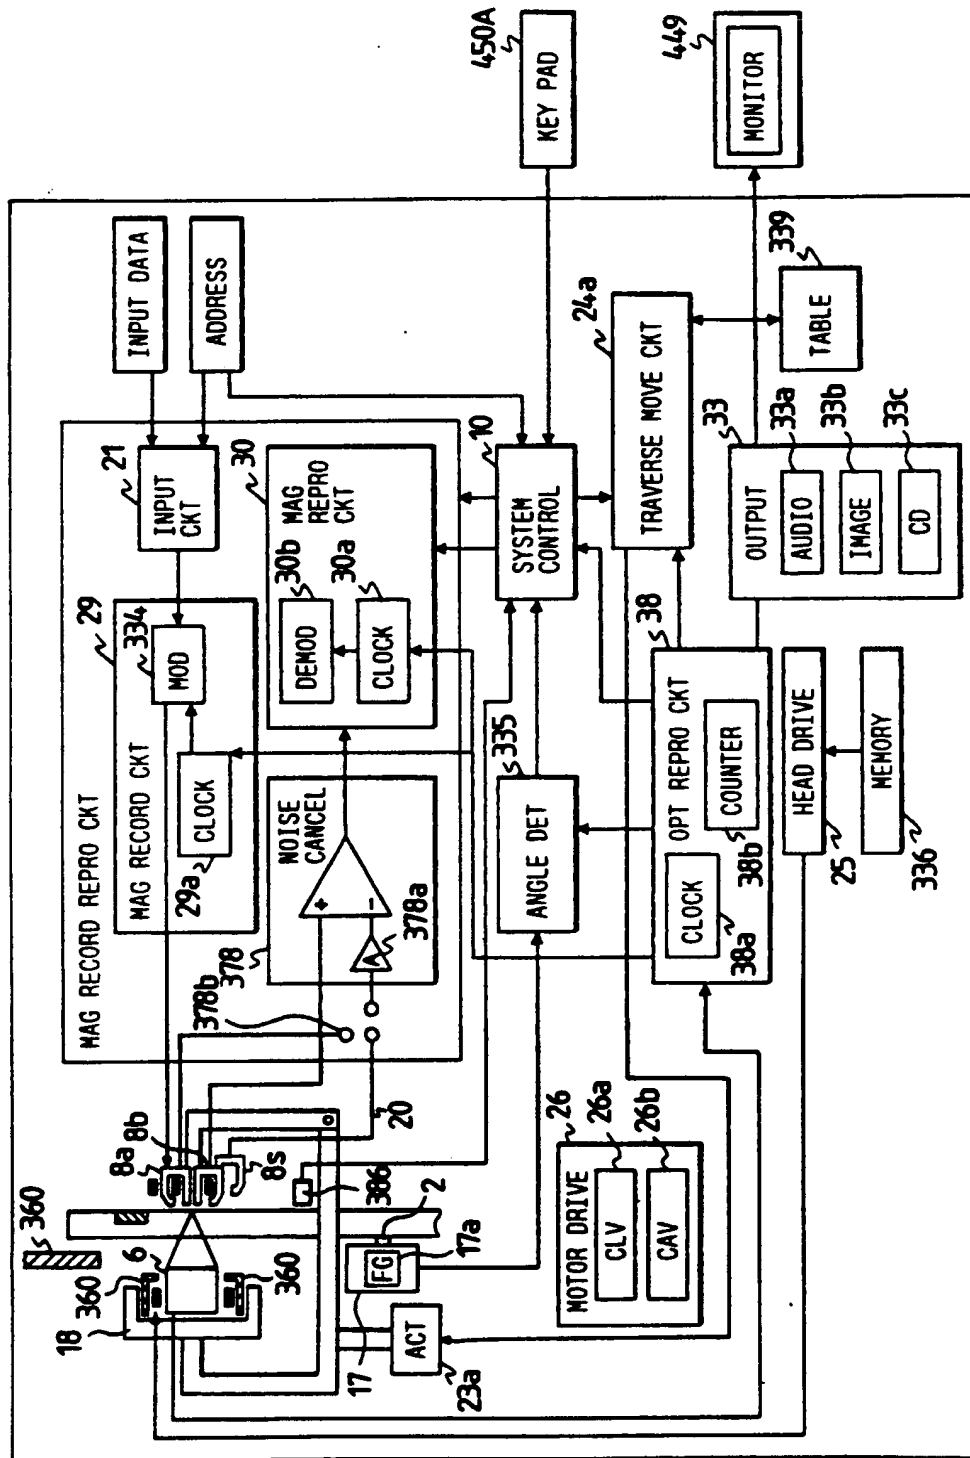 360
360
6
360
18
8a
8b
8s
20
386
2
17a
FG
17
ACT
23a
MAG RECORD REPRO CKT
29
334
MOD
MAG RECORD CKT
CLOCK
29a
21
INPUT CKT
INPUT DATA
ADDRESS
30
MAG REPRO CKT
30b
DEMOD
30a
CLOCK
NOISE CANCEL
+
−
A
378a
378
378b
10
SYSTEM CONTROL
KEY PAD
450A
335
ANGLE DET
24a
TRAVERSE MOVE CKT
339
TABLE
449
MONITOR
38
OPT REPRO CKT
CLOCK
38a
COUNTER
38b
33
OUTPUT
33a
AUDIO
33b
IMAGE
33c
CD
HEAD DRIVE
25
MEMORY
336
26
MOTOR DRIVE
26a
CLV
26b
CAV